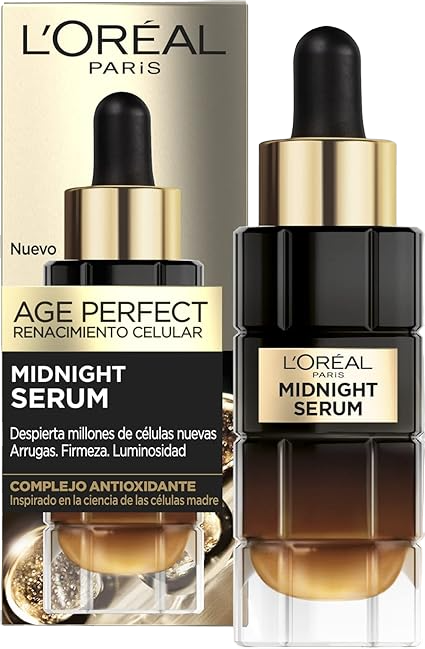 L'ORÉAL
PARiS
Nuevo
AGE PERFECT
RENACIMIENTO CELULAR
MIDNIGHT
SERUM
Despierta millones de células nuevas
Arrugas. Firmeza. Luminosidad
COMPLEJO ANTIOXIDANTE
Inspirado en la ciencia de las células madre
L'ORÉAL
PARIS
MIDNIGHT
SERUM